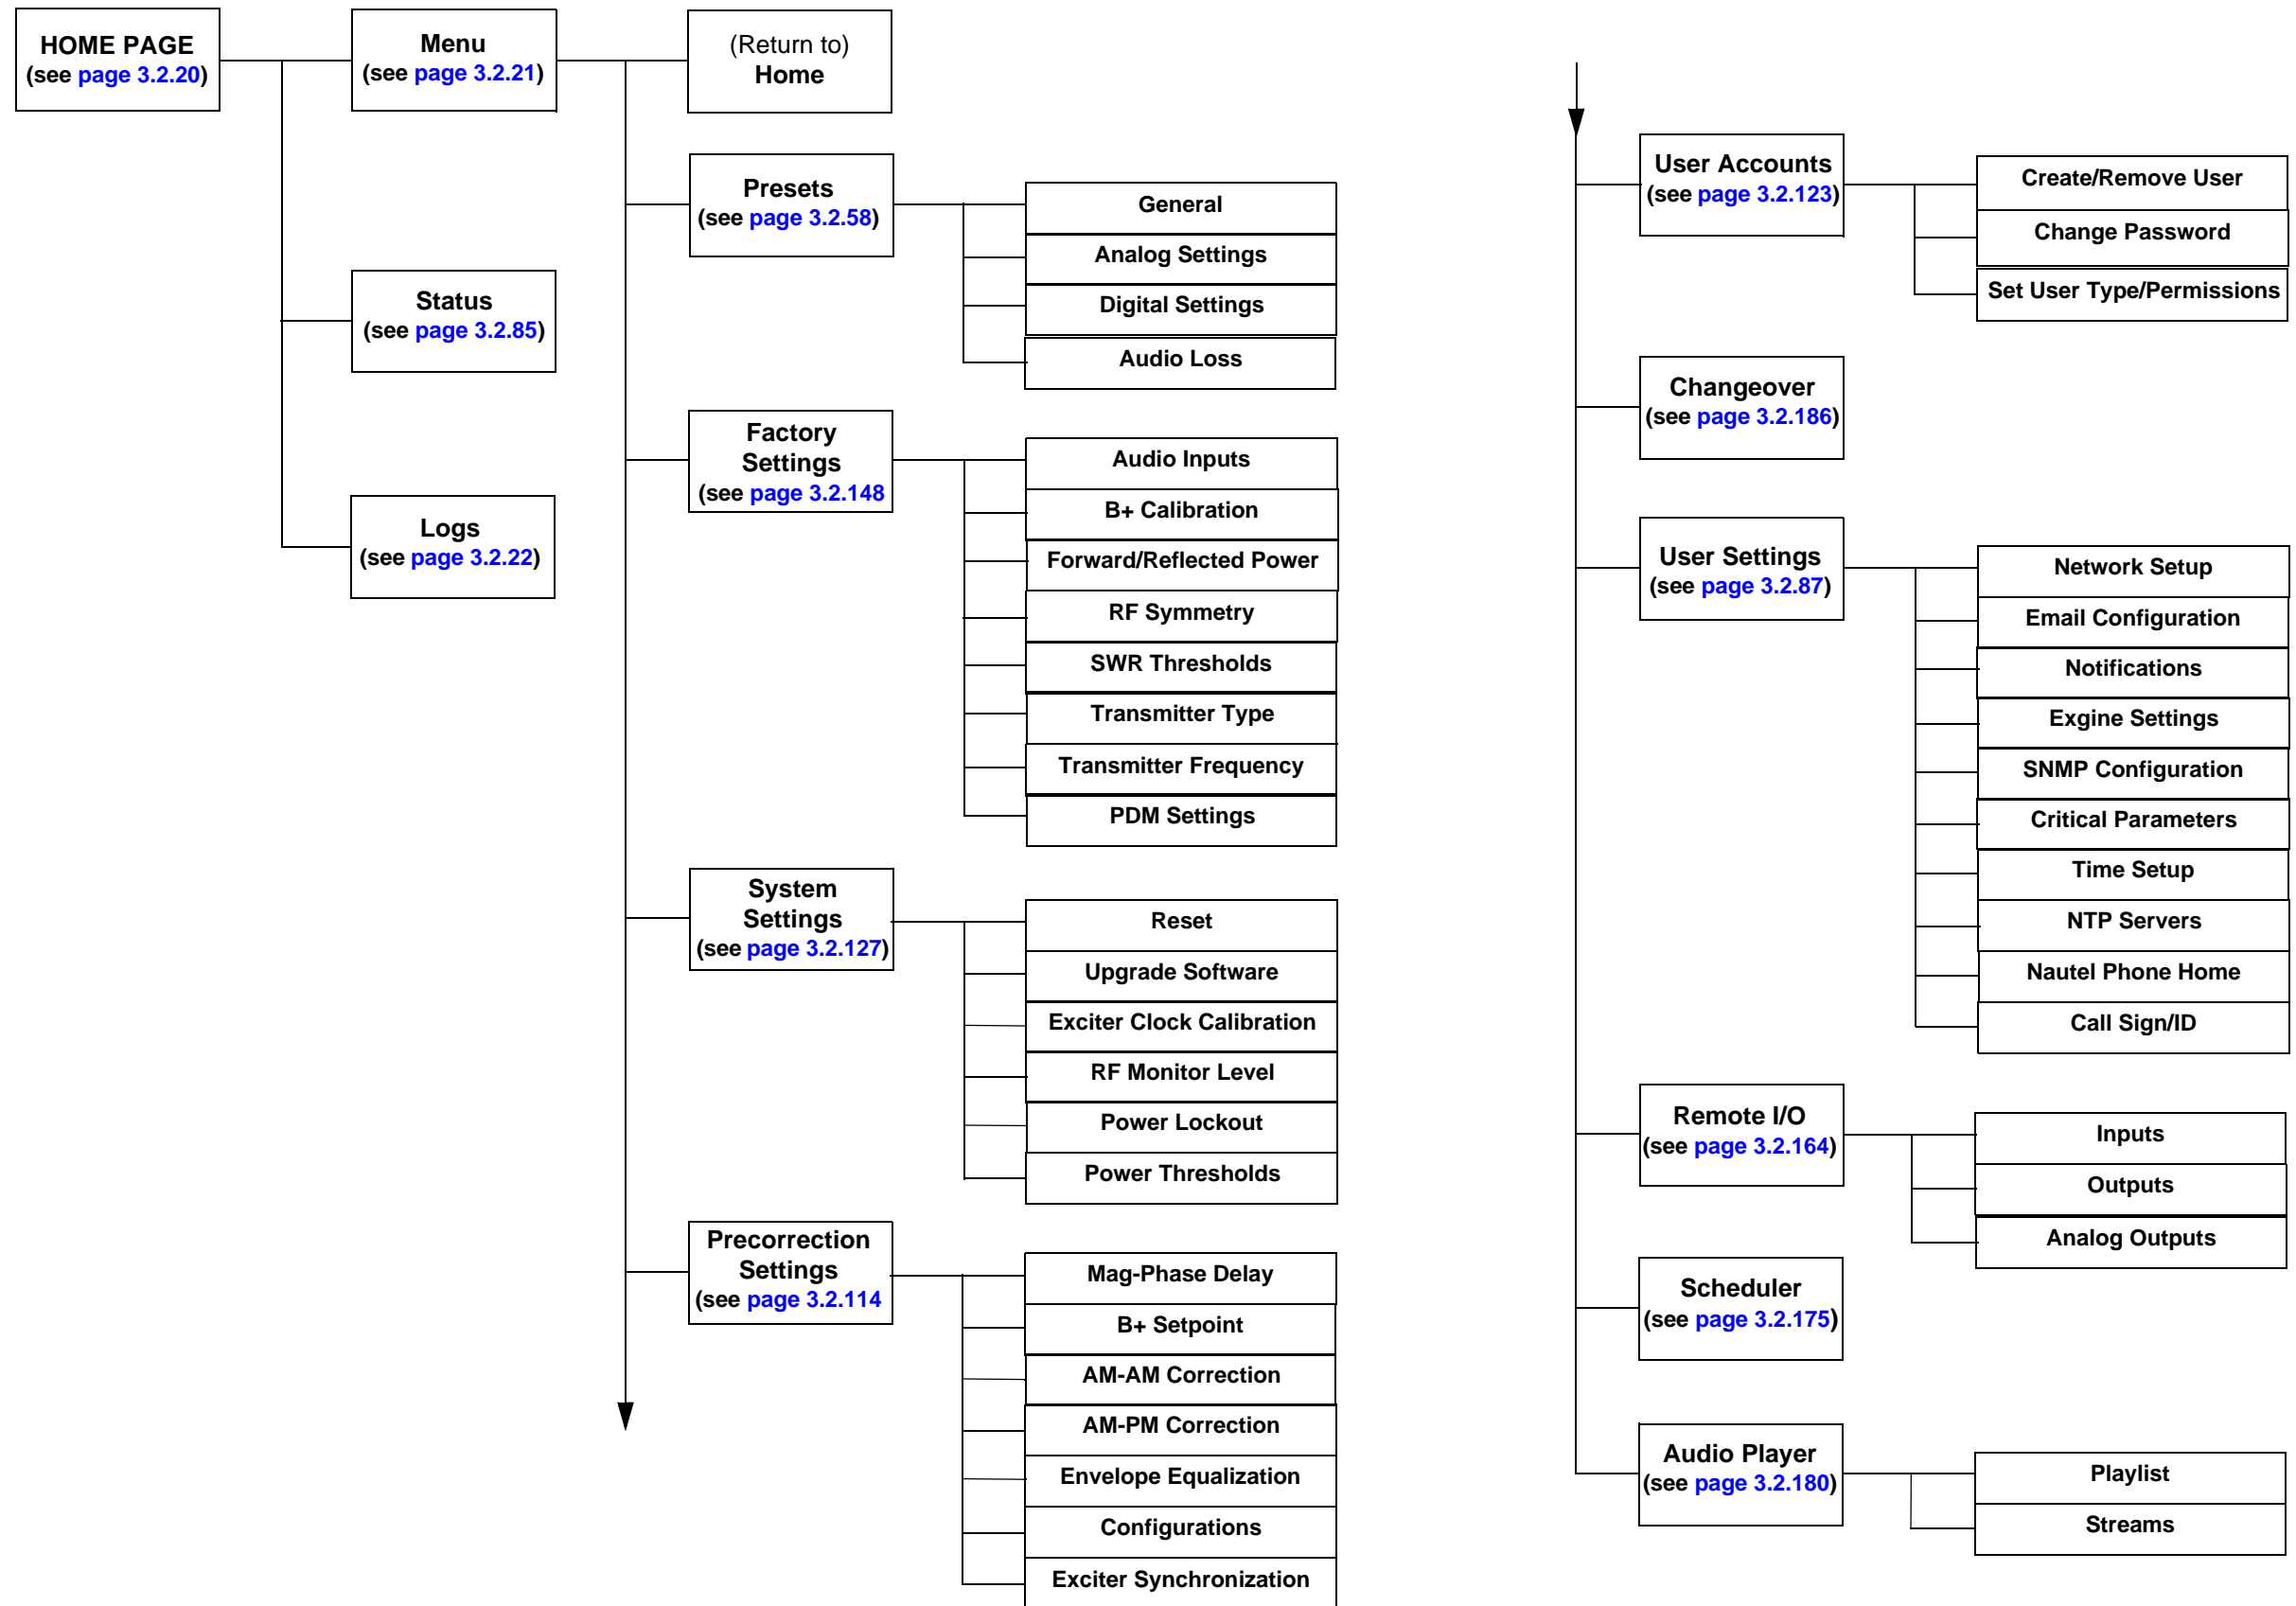 HOME PAGE
(see page 3.2.20)
Menu
(see page 3.2.21)
Status
(see page 3.2.85)
Logs
(see page 3.2.22)
(Return to)
Home
Presets
(see page 3.2.58)
General
Analog Settings
Digital Settings
Audio Loss
Factory
Settings
(see page 3.2.148
Audio Inputs
B+ Calibration
Forward/Reflected Power
RF Symmetry
SWR Thresholds
Transmitter Type
Transmitter Frequency
PDM Settings
System
Settings
(see page 3.2.127)
Reset
Upgrade Software
Exciter Clock Calibration
RF Monitor Level
Power Lockout
Power Thresholds
Precorrection
Settings
(see page 3.2.114
Mag-Phase Delay
B+ Setpoint
AM-AM Correction
AM-PM Correction
Envelope Equalization
Configurations
Exciter Synchronization
User Accounts
(see page 3.2.123)
Create/Remove User
Change Password
Set User Type/Permissions
Changeover
(see page 3.2.186)
User Settings
(see page 3.2.87)
Network Setup
Email Configuration
Notifications
Exgine Settings
SNMP Configuration
Critical Parameters
Time Setup
NTP Servers
Nautel Phone Home
Call Sign/ID
Remote I/O
(see page 3.2.164)
Inputs
Outputs
Analog Outputs
Scheduler
(see page 3.2.175)
Audio Player
(see page 3.2.180)
Playlist
Streams